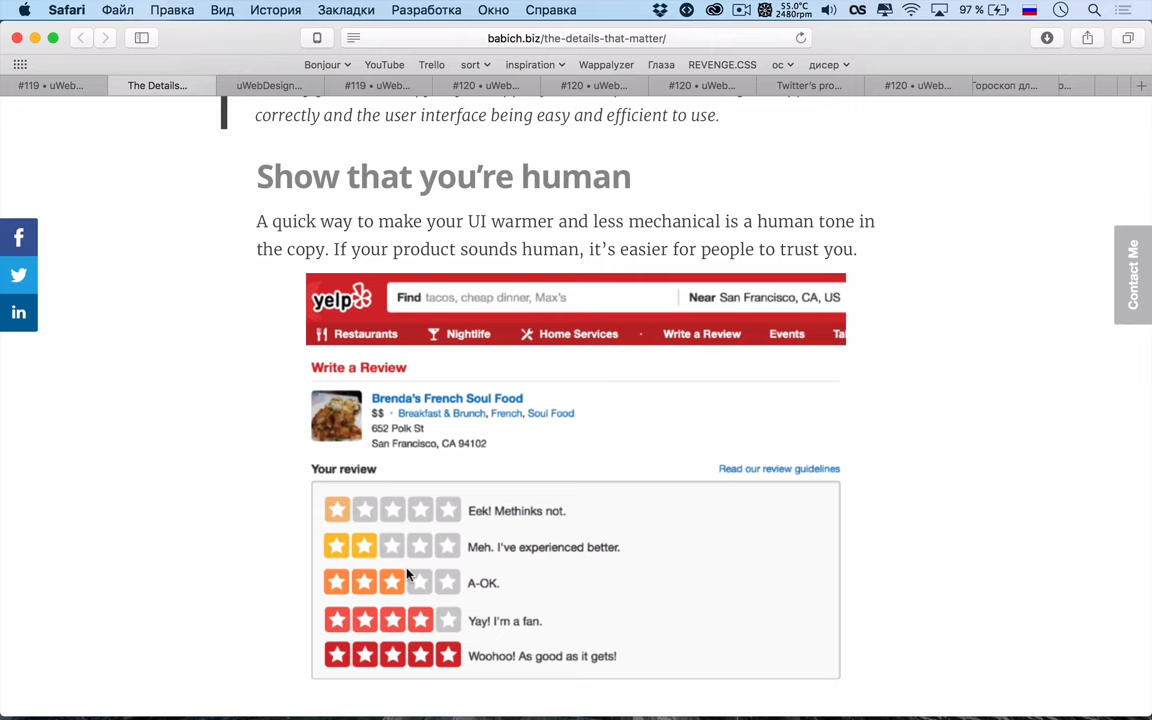 Safari Файл Правка Вид История Закладки Разработка Окно Справка 55.0°C 2480rpm 97 %
babich.biz/the-details-that-matter/
Bonjour YouTube Trello sort inspiration Wappalyzer Глаза REVENGE.CSS ос дисер
#119 • uWeb... The Details... uWebDesign... #119 • uWeb... #120 • uWeb... #120 • uWeb... #120 • uWeb... Twitter's pro... #120 • uWeb... Гороскоп дл...
correctly and the user interface being easy and efficient to use.
Show that you're human
A quick way to make your UI warmer and less mechanical is a human tone in
the copy. If your product sounds human, it's easier for people to trust you.
f
in
Contact Me
yelp Find tacos, cheap dinner, Max's Near San Francisco, CA, US
Restaurants Nightlife Home Services · Write a Review Events Ta
Write a Review
Brenda's French Soul Food
$$ · Breakfast & Brunch, French, Soul Food
652 Polk St
San Francisco, CA 94102
Your review Read our review guidelines
Eek! Methinks not.
Meh. I've experienced better.
A-OK.
Yay! I'm a fan.
Woohoo! As good as it gets!